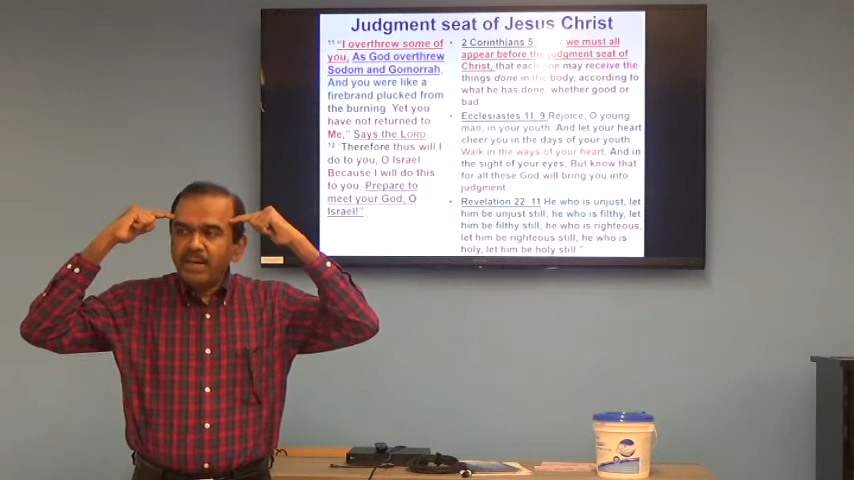 Judgment seat of Jesus Christ
11 "I overthrew some of
you, As God overthrew
Sodom and Gomorrah,
And you were like a
firebrand plucked from
the burning. Yet you
have not returned to
Me," Says the LORD
12 "Therefore thus will I
do to you, O Israel.
Because I will do this
to you, Prepare to
meet your God, O
Israel!"
• 2 Corinthians 5 we must all
appear before the judgment seat of
Christ, that each one may receive the
things done in the body, according to
what he has done, whether good or
bad
• Ecclesiastes 11. 9 Rejoice, O young
man, in your youth, And let your heart
cheer you in the days of your youth,
Walk in the ways of your heart, And in
the sight of your eyes, But know that
for all these God will bring you into
judgment.
• Revelation 22 11 He who is unjust, let
him be unjust still; he who is filthy, let
him be filthy still, he who is righteous,
let him be righteous still, he who is
holy, let him be holy still."